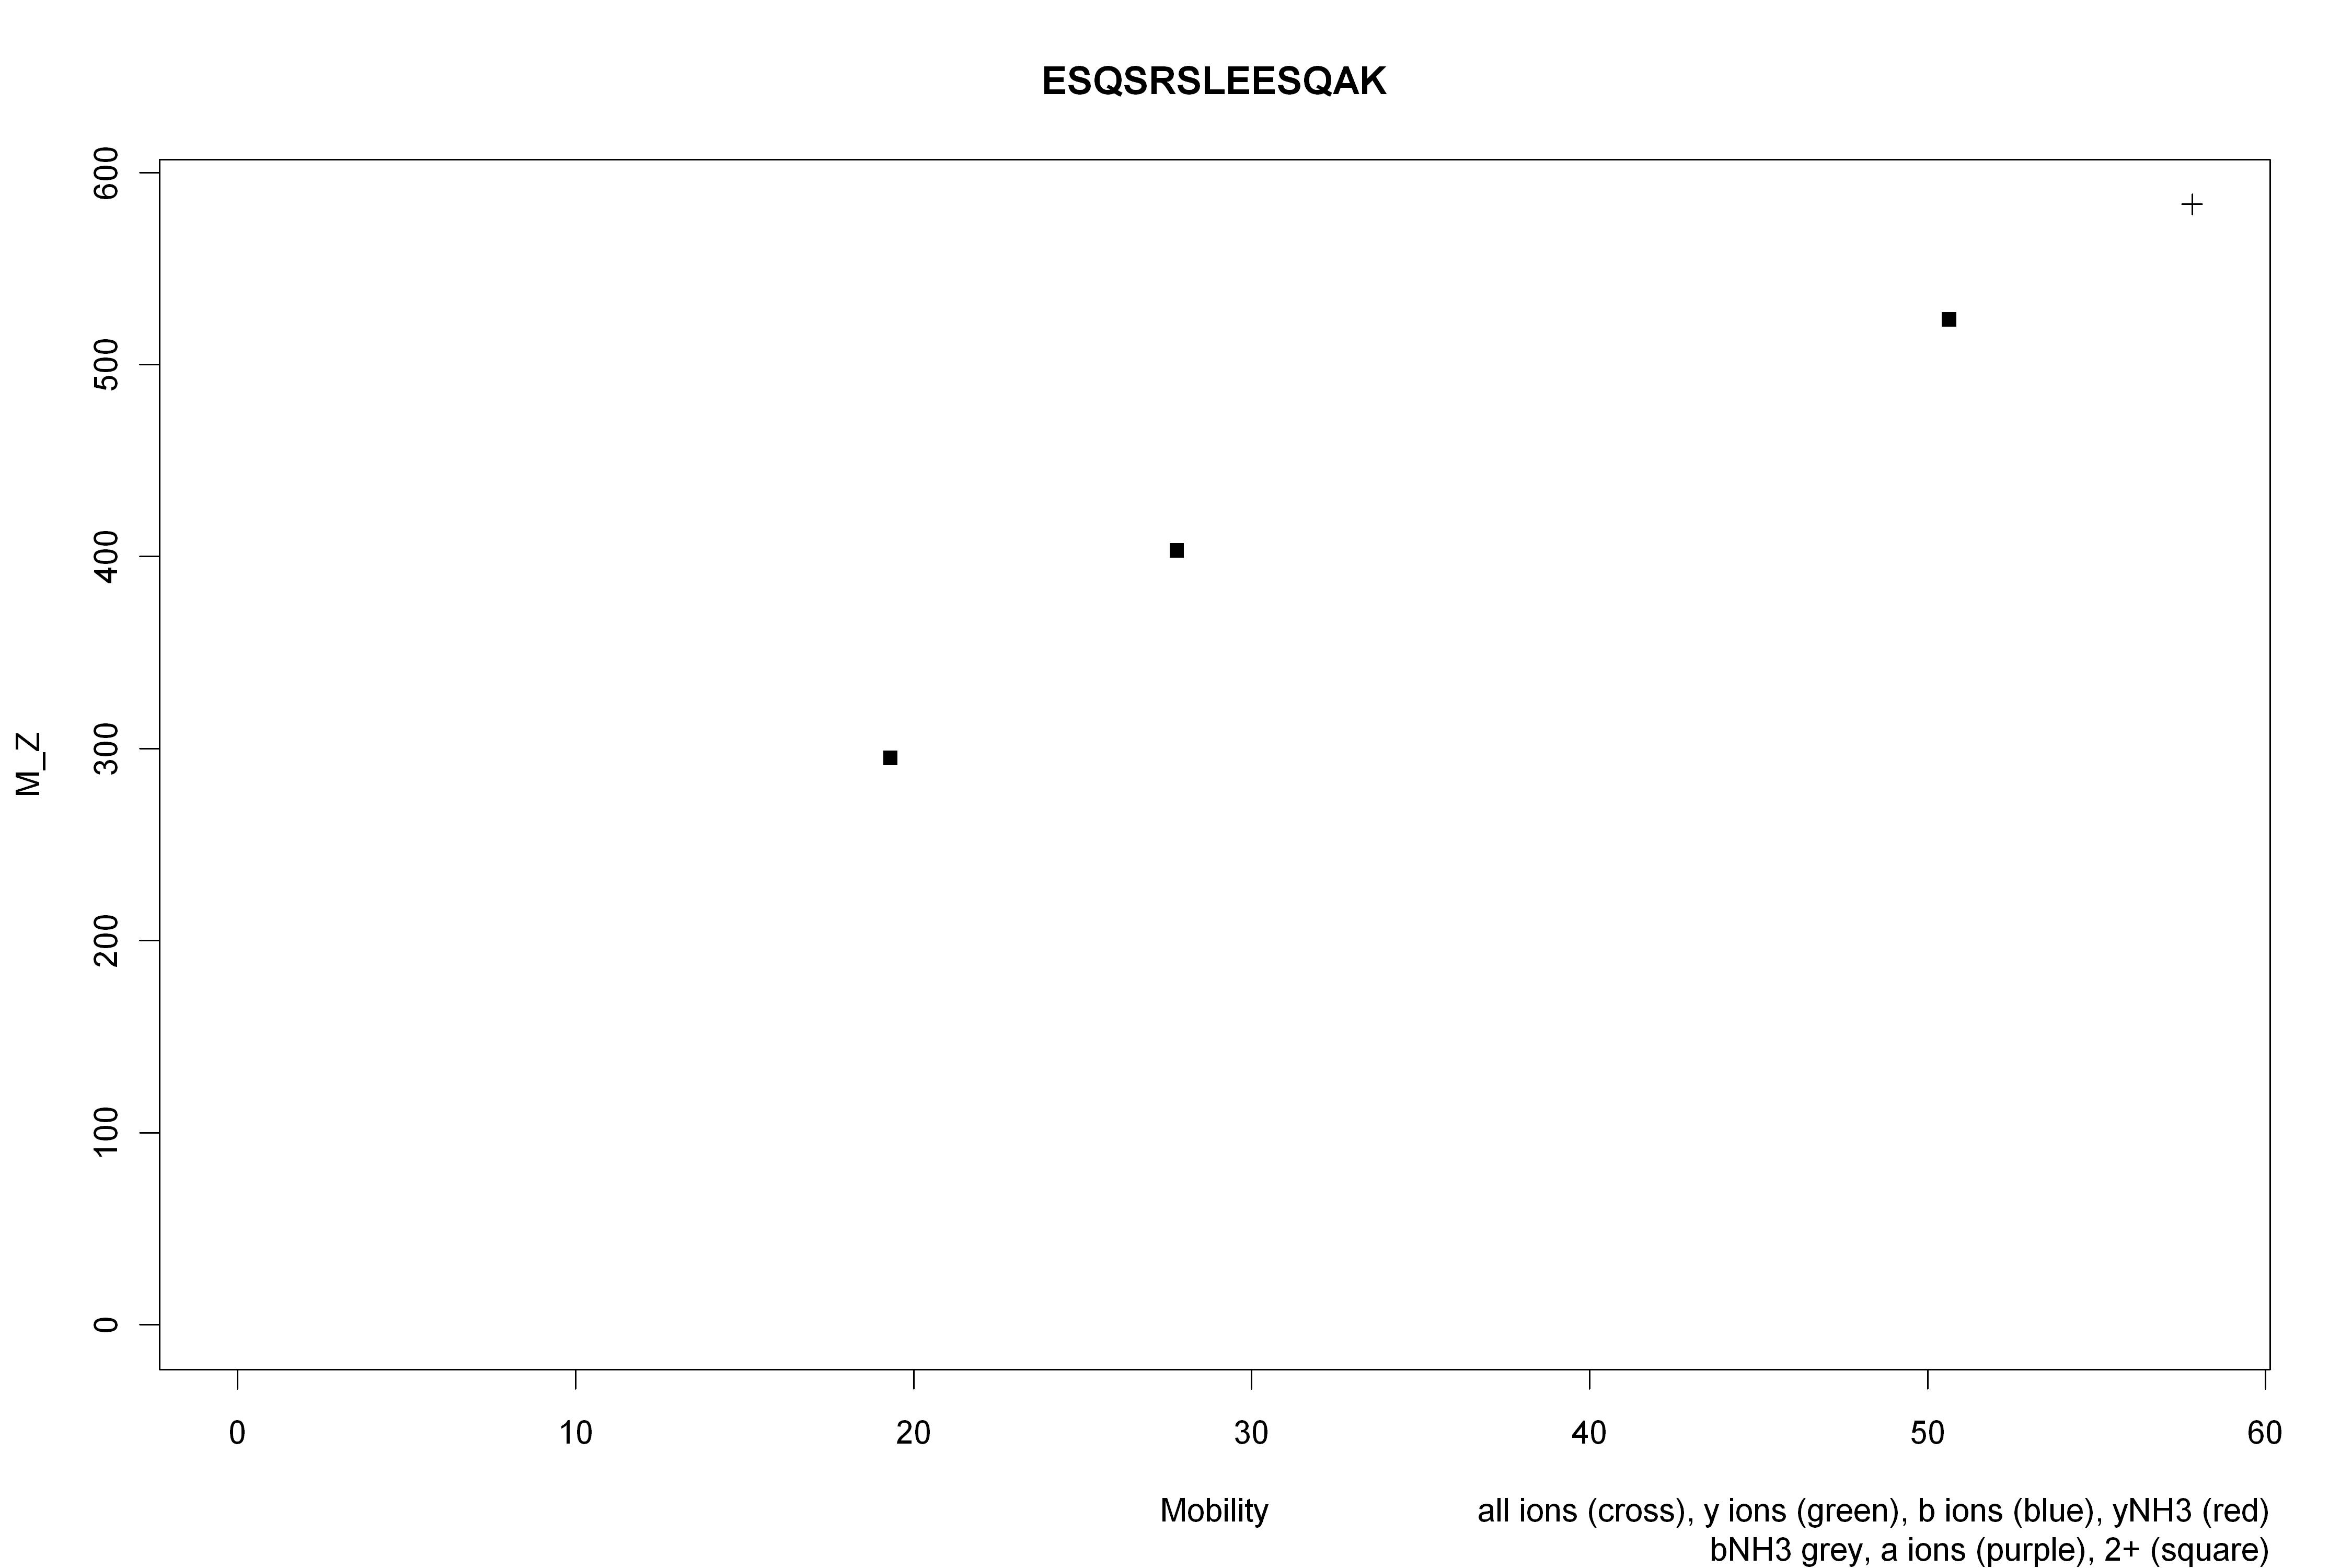 ESQSRSLEESQAK
600
500
400
300
200
100
0
M_Z
0 10 20 30 40 50 60
Mobility
all ions (cross), y ions (green), b ions (blue), yNH3 (red)
bNH3 grey, a ions (purple), 2+ (square)